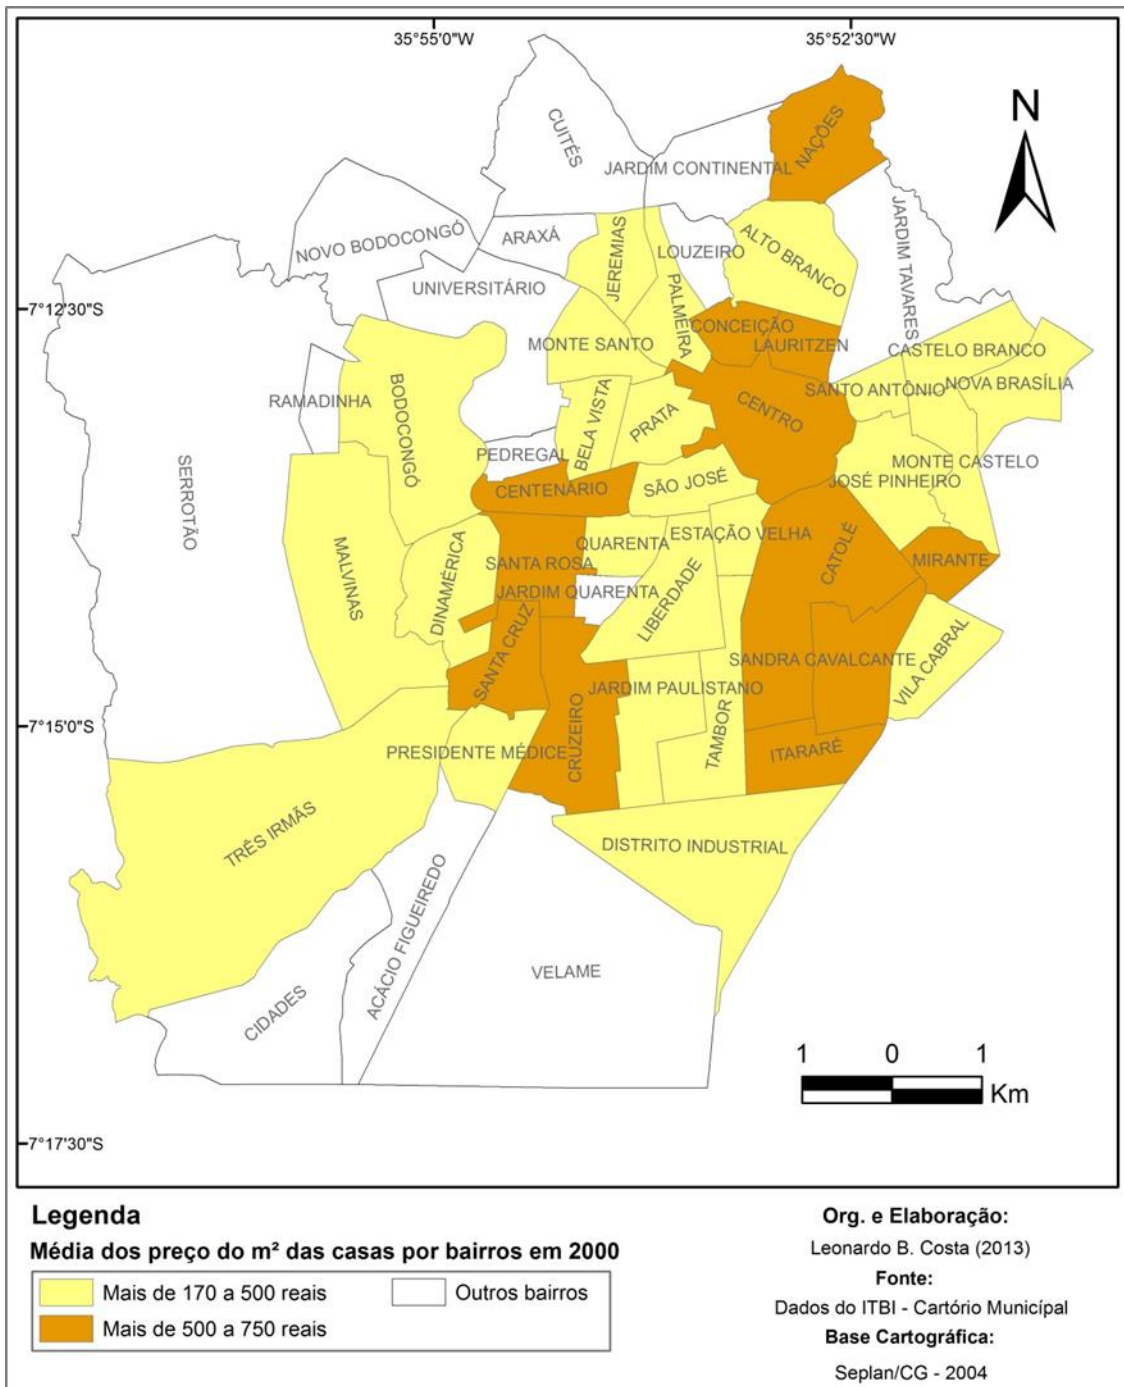 35°55'0"W
35°52'30"W
N
CUITÉS
NAÇÕES
JARDIM CONTINENTAL
JARDIM TAVARES
NOVO BODOCONGÓ
ARAXÁ
JEREMIAS
LOUZEIRO
ALTO BRANCO
UNIVERSITÁRIO
PALMEIRA
7°12'30"S
CONCEIÇÃO
LAURITZEN
MONTE SANTO
CASTELO BRANCO
SANTO ANTÔNIO
NOVA BRASÍLIA
RAMADINHA
BODOCONGÓ
BELA VISTA
PRATA
CENTRO
PEDREGAL
MONTE CASTELO
JOSÉ PINHEIRO
SERROTÃO
CENTENÁRIO
SÃO JOSÉ
ESTAÇÃO VELHA
QUARENTA
CATOLÉ
MIRANTE
MALVINAS
DINAMÉRICA
SANTA ROSA
JARDIM QUARENTA
LIBERDADE
SANTA CRUZ
SANDRA CAVALCANTE
VILA CABRAL
JARDIM PAULISTANO
7°15'0"S
TAMBOR
PRESIDENTE MÉDICE
CRUZEIRO
ITARARÉ
TRÊS IRMÃS
DISTRITO INDUSTRIAL
ACÁCIO FIGUEIREDO
VELAME
CIDADES
1 0 1
Km
7°17'30"S
Legenda
Média dos preço do m² das casas por bairros em 2000
Mais de 170 a 500 reais
Outros bairros
Mais de 500 a 750 reais
Org. e Elaboração:
Leonardo B. Costa (2013)
Fonte:
Dados do ITBI - Cartório Municípal
Base Cartográfica:
Seplan/CG - 2004